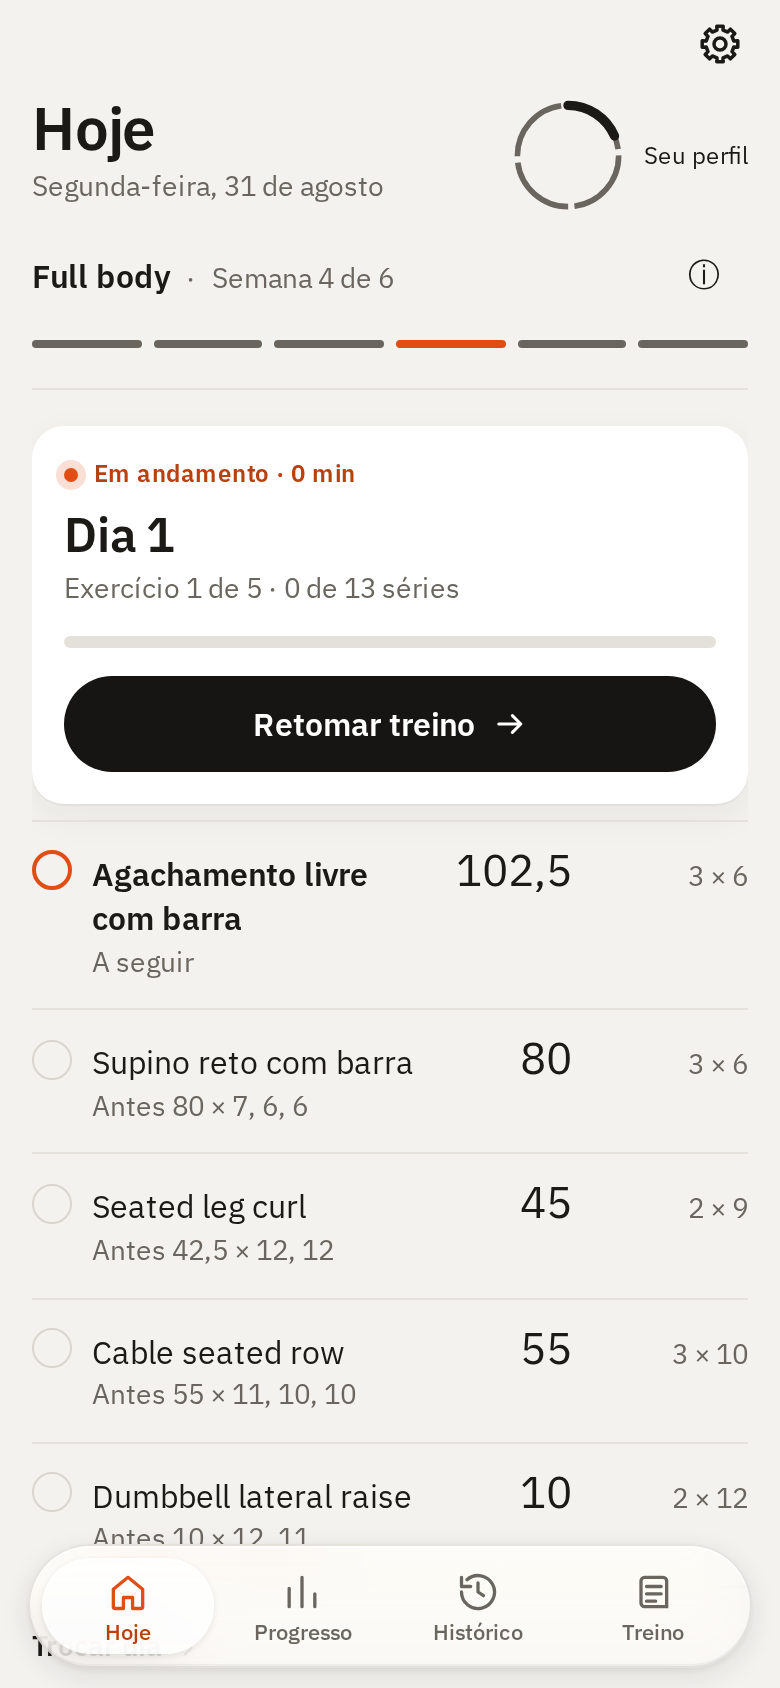 Hoje
Segunda-feira, 31 de agosto
Seu perfil
Full body · Semana 4 de 6
Em andamento · 0 min
Dia 1
Exercício 1 de 5 · 0 de 13 séries
Retomar treino →
Agachamento livre
com barra
102,5
3 × 6
A seguir
Supino reto com barra
80
3 × 6
Antes 80 × 7, 6, 6
Seated leg curl
45
2 × 9
Antes 42,5 × 12, 12
Cable seated row
55
3 × 10
Antes 55 × 11, 10, 10
Dumbbell lateral raise
10
2 × 12
Antes 10 × 12, 11
Trocar dia
Hoje
Progresso
Histórico
Treino